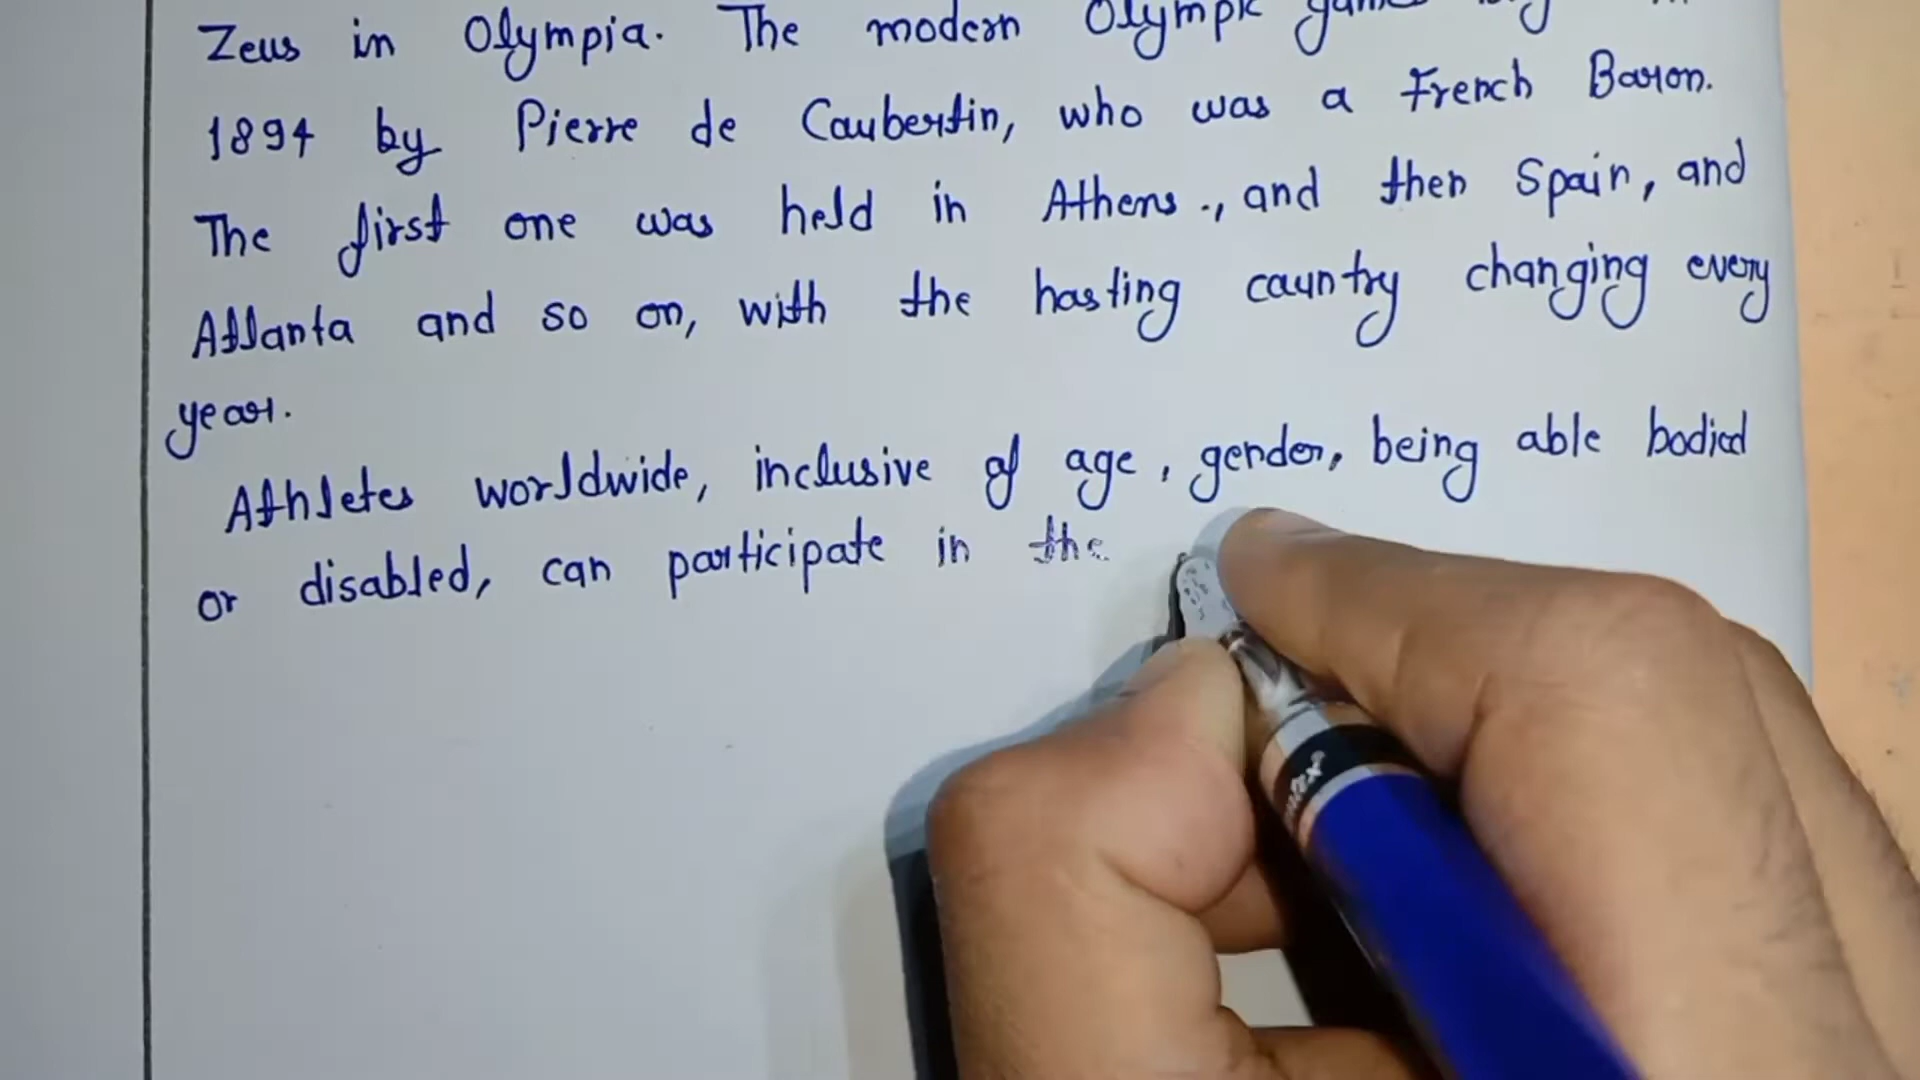 Zeus in Olympia. The modern Olympic games
1894 by Pierre de Caubertin, who was a French Baron.
The first one was held in Athens ., and then Spain, and
Atlanta and so on, with the hasting cauntry changing every
year.
Athletes worldwide, inclusive of age, gender, being able bodied
or disabled, can participate in the